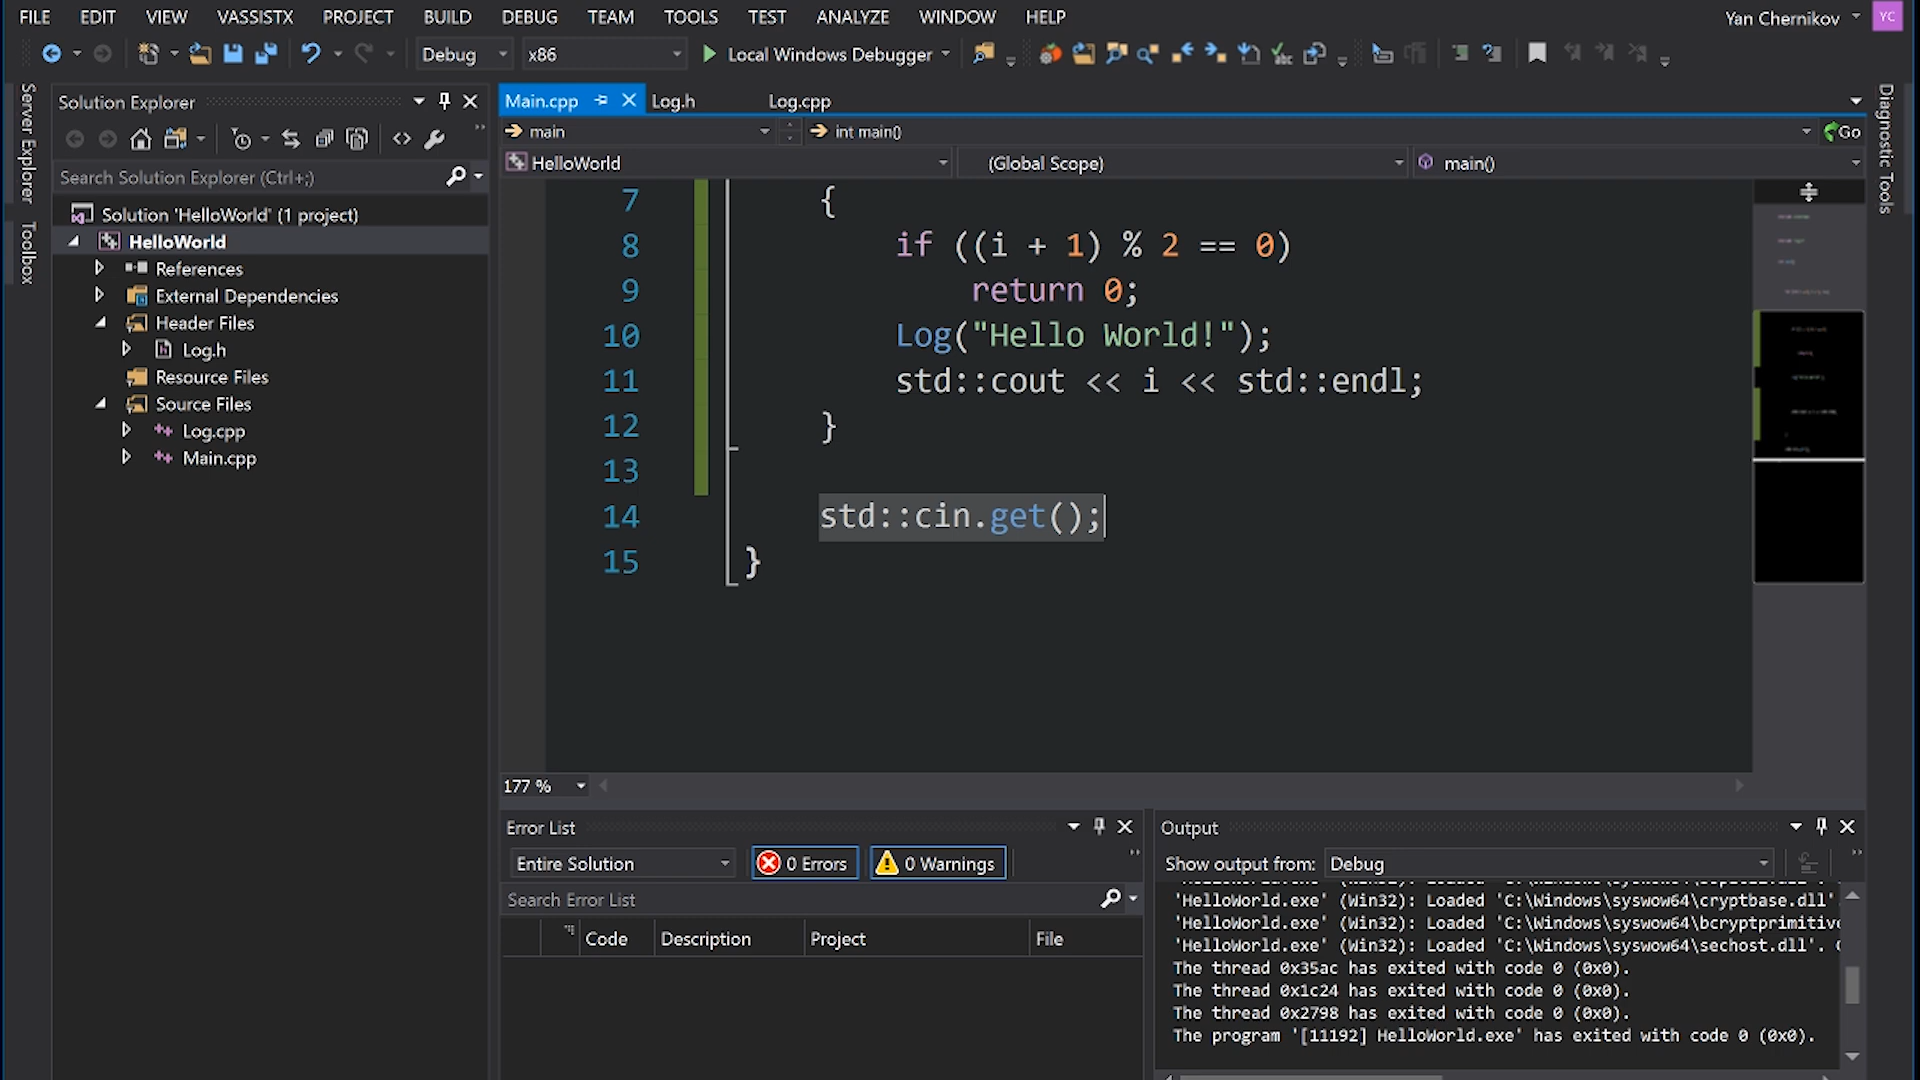 FILE EDIT VIEW VASSISTX PROJECT BUILD DEBUG TEAM TOOLS TEST ANALYZE WINDOW HELP Yan Chernikov YC
Debug x86 Local Windows Debugger
Server Explorer
Toolbox
Solution Explorer
Search Solution Explorer (Ctrl+;)
Solution 'HelloWorld' (1 project)
HelloWorld
References
External Dependencies
Header Files
Log.h
Resource Files
Source Files
Log.cpp
Main.cpp
Main.cpp Log.h Log.cpp
main int main() Go
HelloWorld (Global Scope) main()
7 {
8 if ((i + 1) % 2 == 0)
9 return 0;
10 Log("Hello World!");
11 std::cout << i << std::endl;
12 }
13
14 std::cin.get();
15 }
177 %
Diagnostic Tools
Error List
Entire Solution 0 Errors 0 Warnings
Search Error List
Code Description Project File
Output
Show output from: Debug
'HelloWorld.exe' (Win32): Loaded 'C:\Windows\syswow64\cryptbase.dll'
'HelloWorld.exe' (Win32): Loaded 'C:\Windows\syswow64\bcryptprimitive
'HelloWorld.exe' (Win32): Loaded 'C:\Windows\syswow64\sechost.dll'.
The thread 0x35ac has exited with code 0 (0x0).
The thread 0x1c24 has exited with code 0 (0x0).
The thread 0x2798 has exited with code 0 (0x0).
The program '[11192] HelloWorld.exe' has exited with code 0 (0x0).